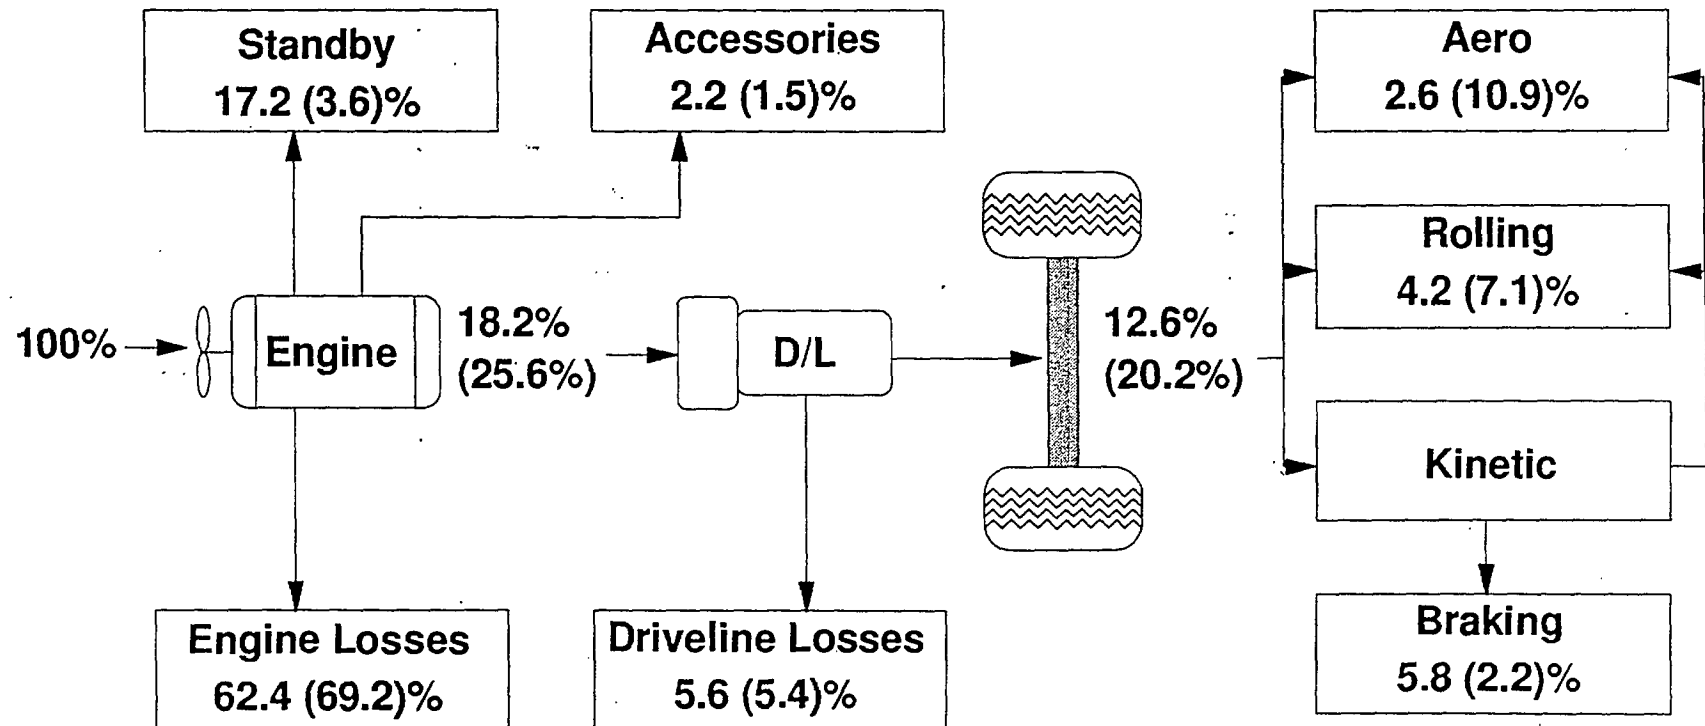 Standby
17.2 (3.6)%
Accessories
2.2 (1.5)%
Aero
2.6 (10.9)%
Rolling
4.2 (7.1)%
100%
Engine
18.2%
(25.6%)
D/L
12.6%
(20.2%)
Kinetic
Engine Losses
62.4 (69.2)%
Driveline Losses
5.6 (5.4)%
Braking
5.8 (2.2)%